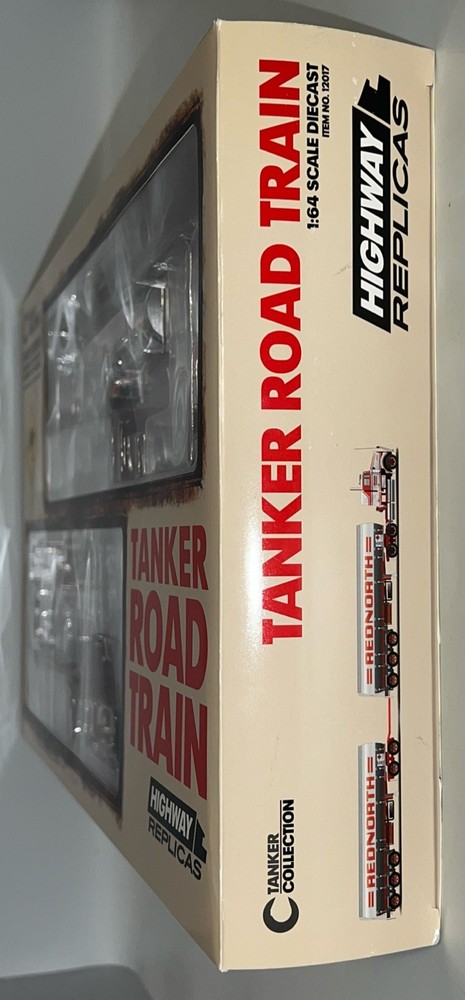 TANKER ROAD TRAIN
1:64 SCALE DIECAST
ITEM NO. 12017
HIGHWAY
REPLICAS
TANKER
COLLECTION
=REDNORTH=
=REDNORTH=
TANKER
ROAD
TRAIN
HIGHWAY
REPLICAS